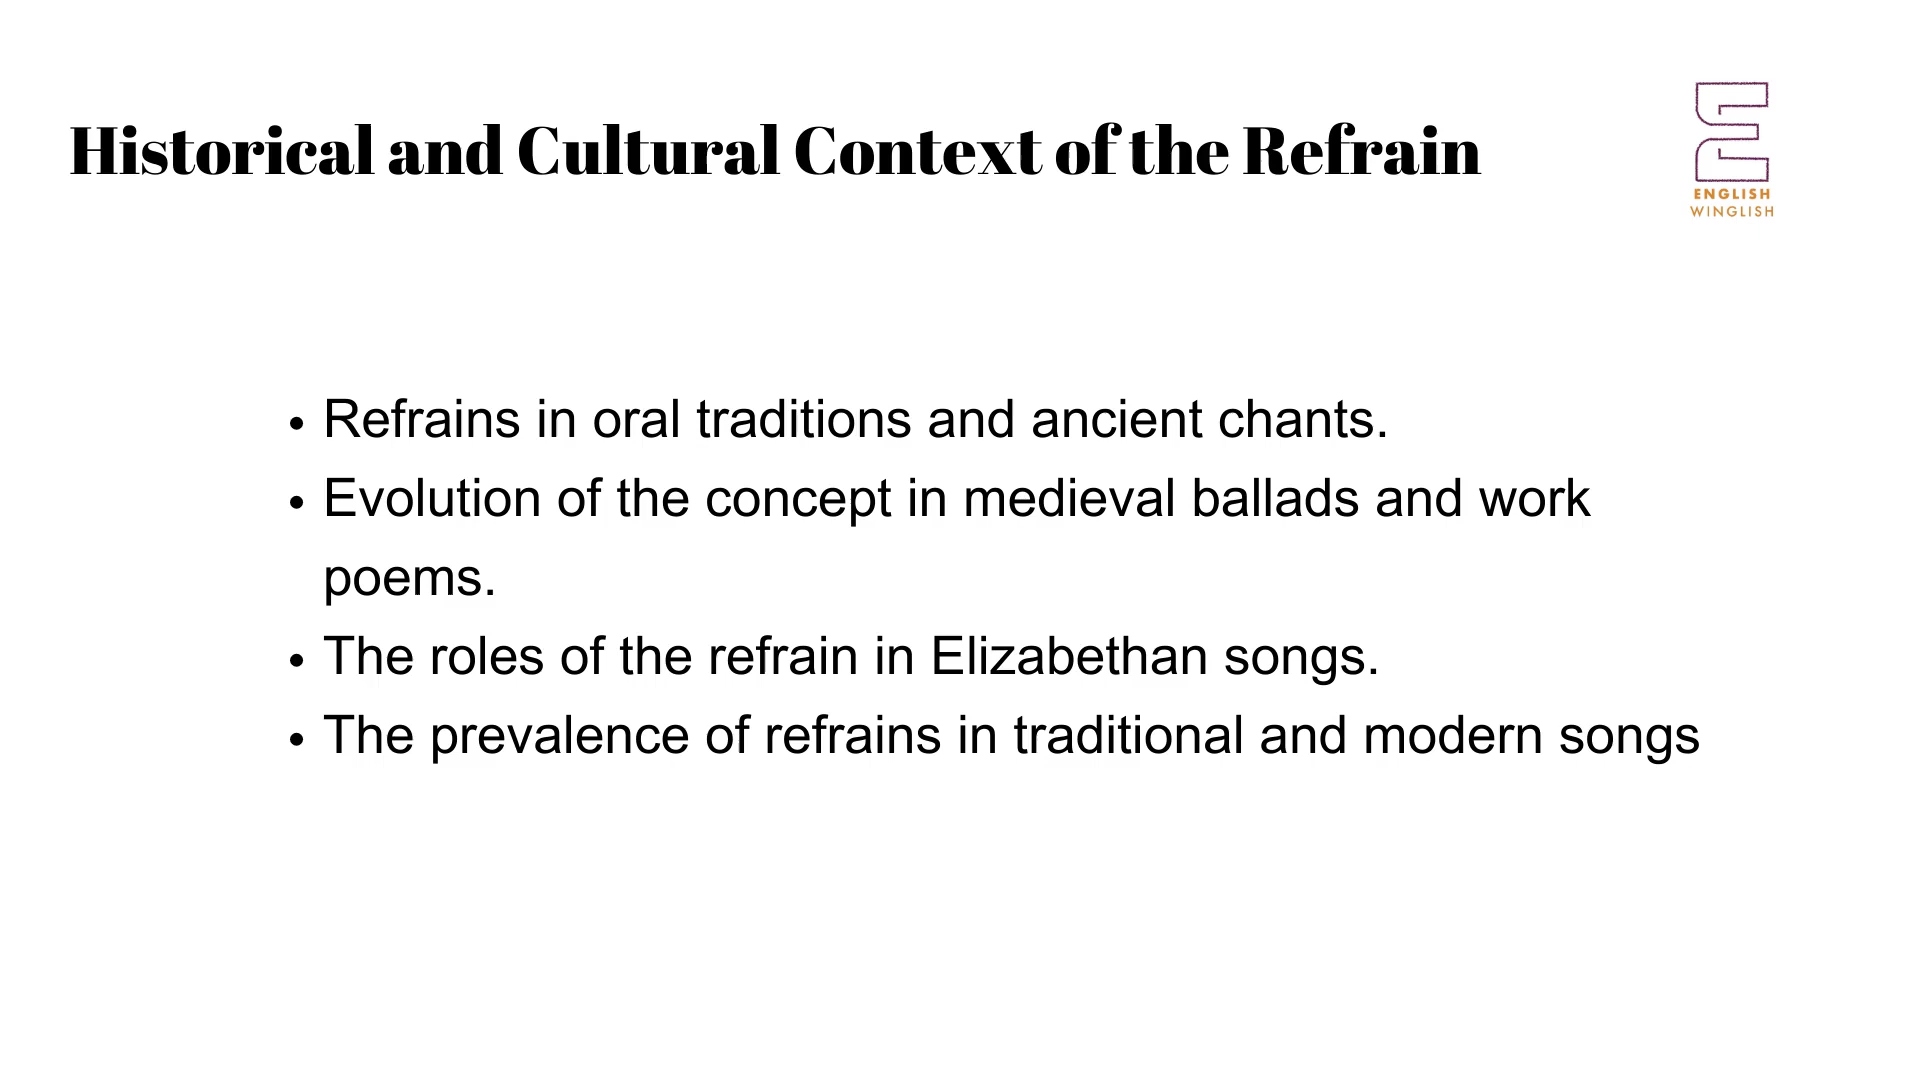 Historical and Cultural Context of the Refrain
ENGLISH
WINGLISH
• Refrains in oral traditions and ancient chants.
• Evolution of the concept in medieval ballads and work
poems.
• The roles of the refrain in Elizabethan songs.
• The prevalence of refrains in traditional and modern songs